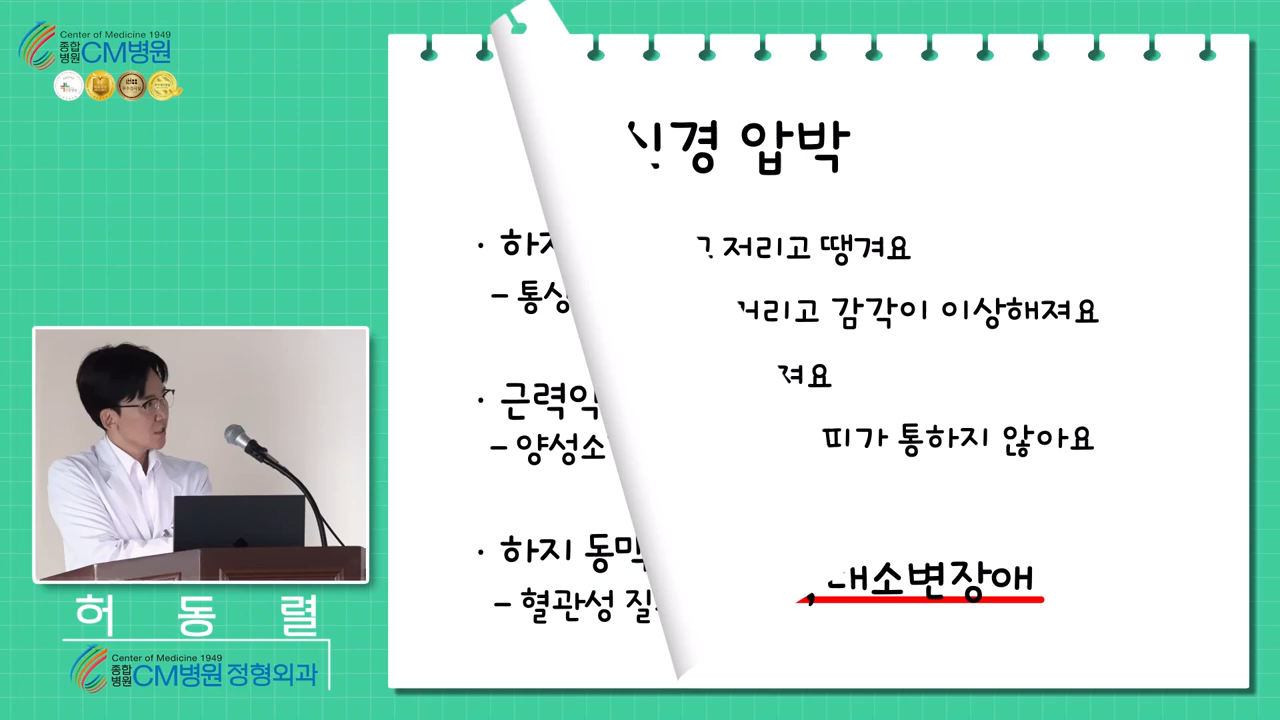 Center of Medicine 1949
종합병원 CM병원
경 압박
· 하지
– 통상
저리고 땡겨요
저리고 감각이 이상해져요
져요
· 근력약
– 양성소
피가 통하지 않아요
· 하지 동맥
– 혈관성 질
대소변장애
허 동 렬
Center of Medicine 1949
종합병원 CM병원 정형외과